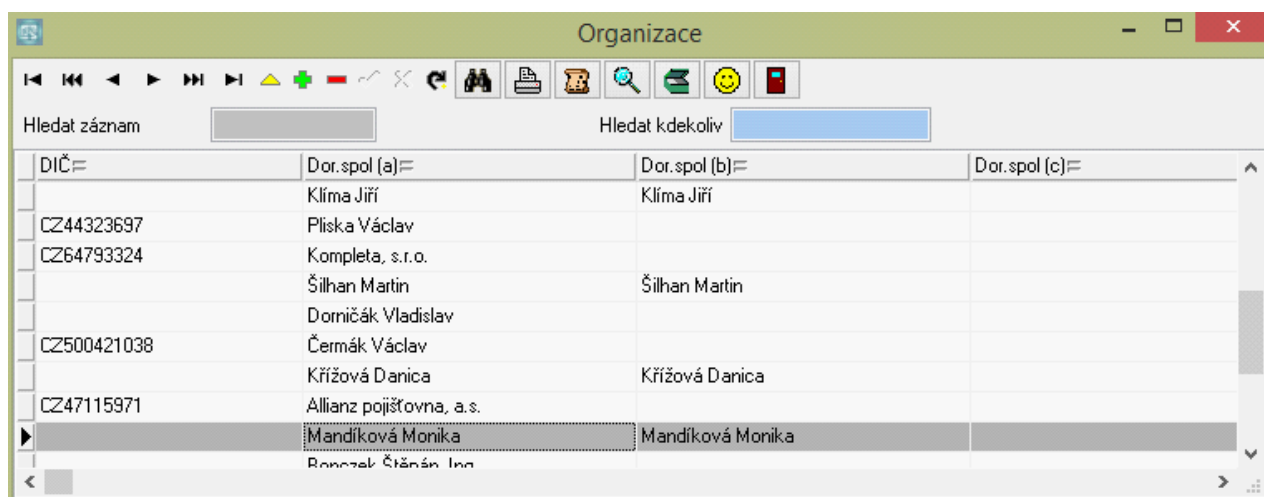 Organizace
Hledat záznam Hledat kdekoliv
DIČ Dor.spol (a) Dor.spol (b) Dor.spol (c)
Klíma Jiří Klíma Jiří
CZ44323697 Pliska Václav
CZ64793324 Kompleta, s.r.o.
Šilhan Martin Šilhan Martin
Dorničák Vladislav
CZ500421038 Čermák Václav
Křížová Danica Křížová Danica
CZ47115971 Allianz pojišťovna, a.s.
Mandíková Monika Mandíková Monika
Štěpán, Ing